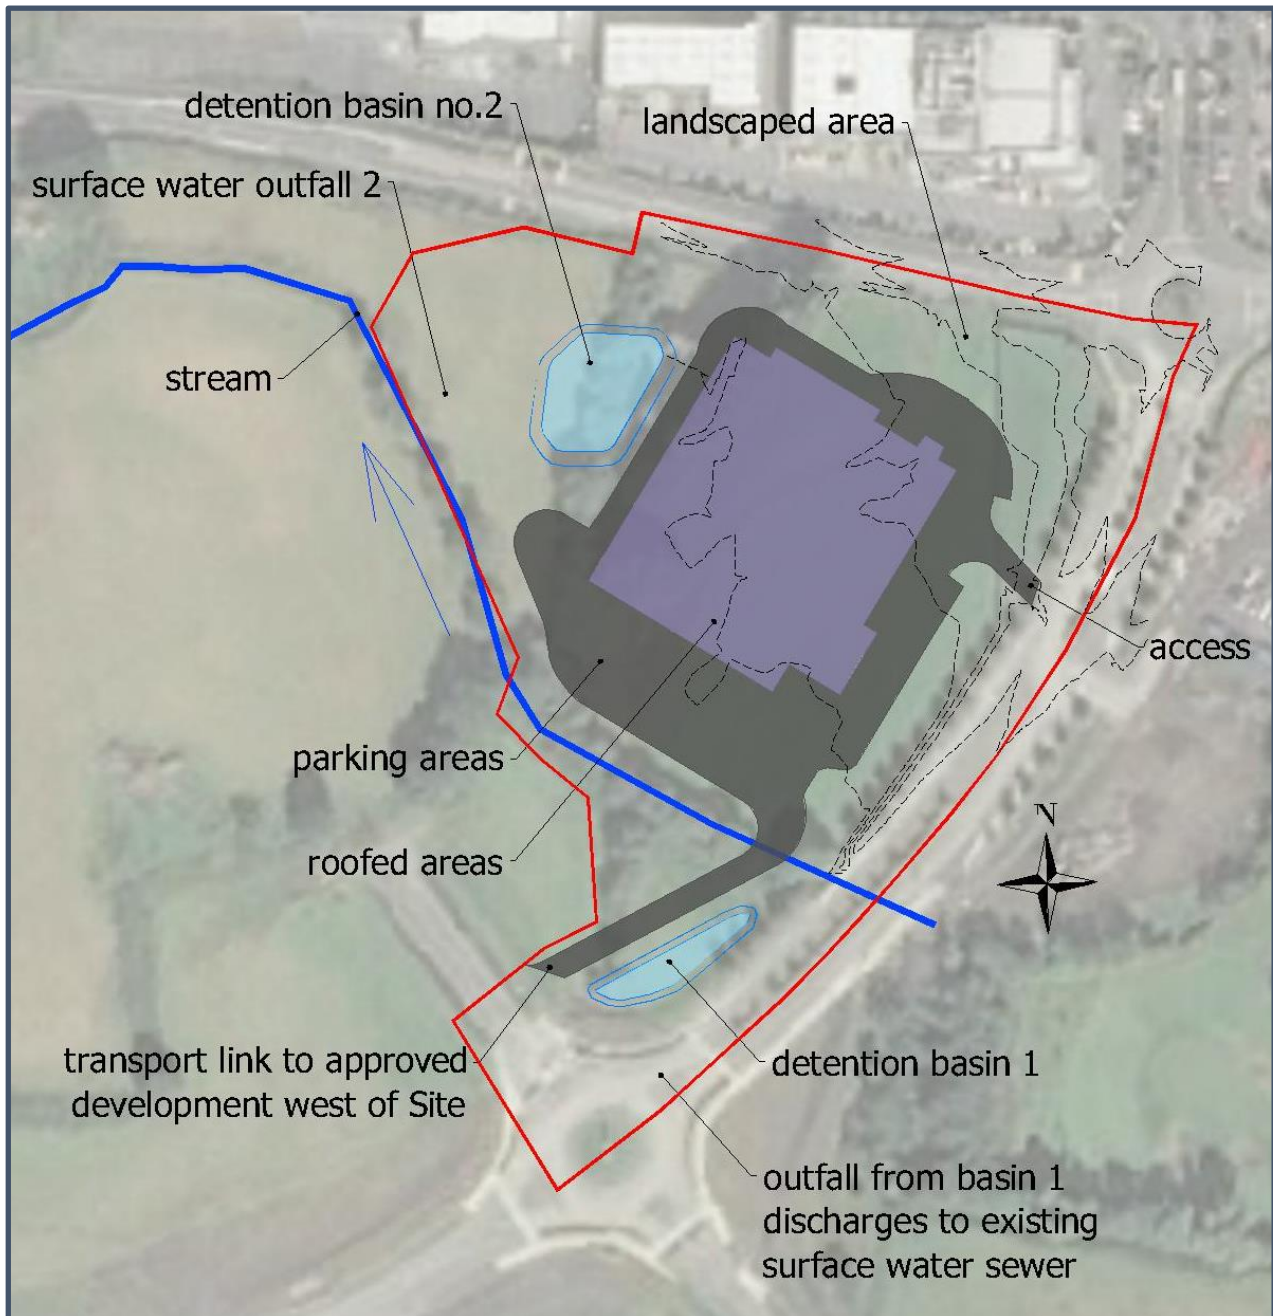 detention basin no.2
landscaped area
surface water outfall 2
stream
access
parking areas
N
roofed areas
transport link to approved
development west of Site
detention basin 1
outfall from basin 1
discharges to existing
surface water sewer